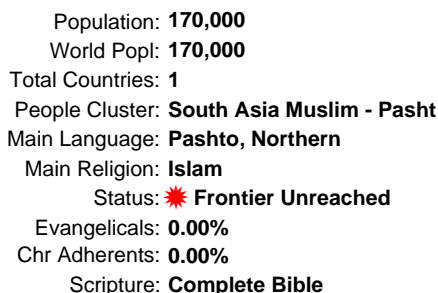 Population: 170,000
World Popl: 170,000
Total Countries: 1
People Cluster: South Asia Muslim - Pasht
Main Language: Pashto, Northern
Main Religion: Islam
Status: Frontier Unreached
Evangelicals: 0.00%
Chr Adherents: 0.00%
Scripture: Complete Bible